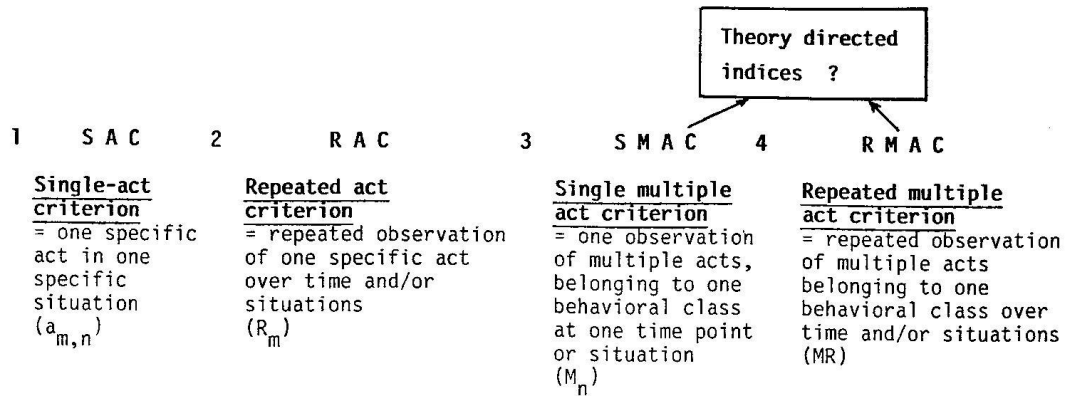 Theory directed
indices ?
1 SAC 2 RAC 3 SMAC 4 RMAC
Single-act
criterion
= one specific
act in one
specific
situation
(a_m,n)
Repeated act
criterion
= repeated observation
of one specific act
over time and/or
situations
(R_m)
Single multiple
act criterion
= one observation
of multiple acts,
belonging to one
behavioral class
at one time point
or situation
(M_n)
Repeated multiple
act criterion
= repeated observation
of multiple acts
belonging to one
behavioral class over
time and/or situations
(MR)